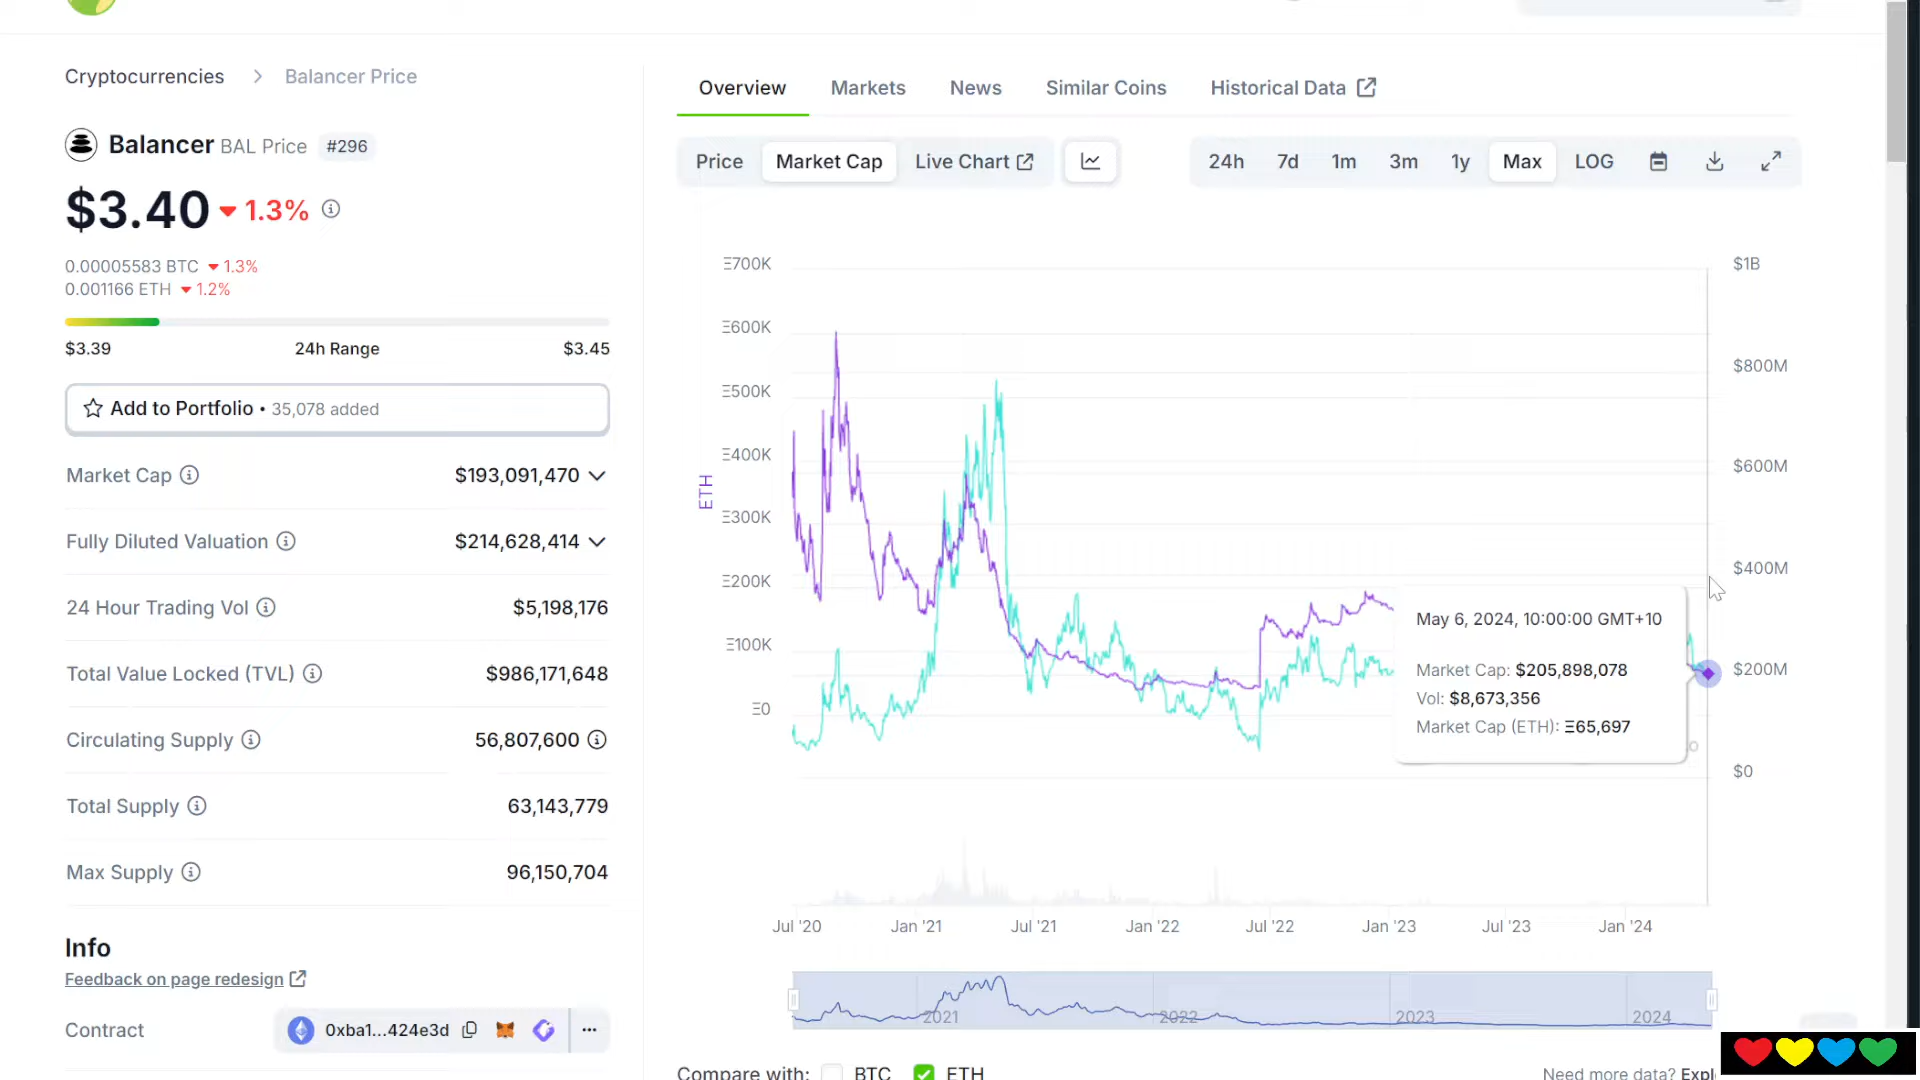 Cryptocurrencies > Balancer Price
Balancer BAL Price #296
$3.40 1.3%
0.00005583 BTC 1.3%
0.001166 ETH 1.2%
$3.39 24h Range $3.45
Add to Portfolio • 35,078 added
Market Cap $193,091,470
Fully Diluted Valuation $214,628,414
24 Hour Trading Vol $5,198,176
Total Value Locked (TVL) $986,171,648
Circulating Supply 56,807,600
Total Supply 63,143,779
Max Supply 96,150,704
Info
Feedback on page redesign
Contract 0xba1...424e3d
Overview Markets News Similar Coins Historical Data
Price Market Cap Live Chart 24h 7d 1m 3m 1y Max LOG
Ξ700K
Ξ600K
Ξ500K
Ξ400K
Ξ300K
Ξ200K
Ξ100K
Ξ0
ETH
$1B
$800M
$600M
$400M
$200M
$0
May 6, 2024, 10:00:00 GMT+10
Market Cap: $205,898,078
Vol: $8,673,356
Market Cap (ETH): Ξ65,697
Jul '20 Jan '21 Jul '21 Jan '22 Jul '22 Jan '23 Jul '23 Jan '24
2021 2022 2023 2024
Compare with: BTC ETH
Need more data?